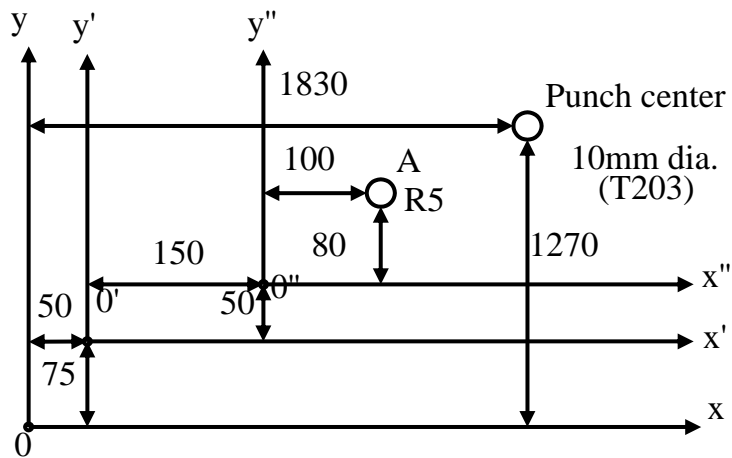 y
y'
y"
1830
Punch center
100
A
10mm dia.
(T203)
R5
150
80
1270
50
0'
50
0"
x"
x'
75
x
0